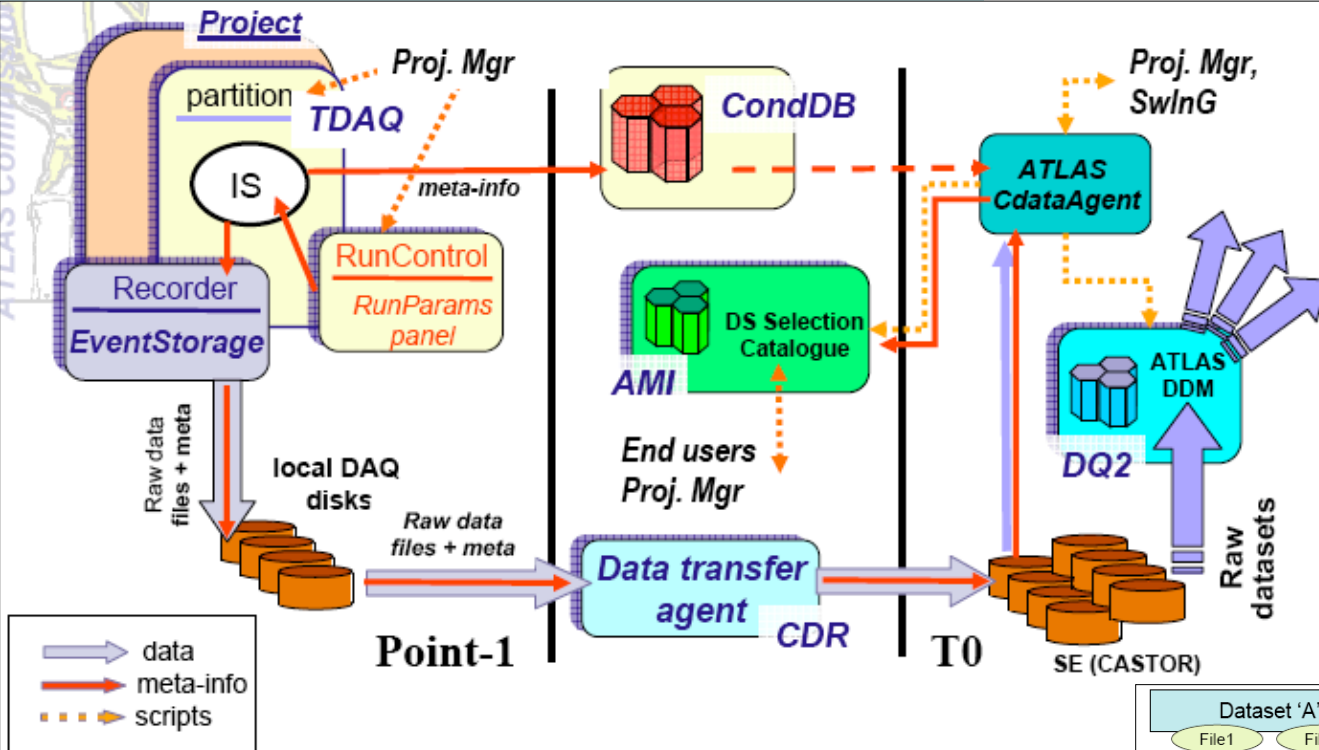 Project
Proj. Mgr
partition
TDAQ
IS
meta-info
RunControl
RunParams
panel
Recorder
EventStorage
Raw data
files + meta
local DAQ
disks
Raw data
files + meta
Point-1
CondDB
DS Selection
Catalogue
AMI
End users
Proj. Mgr
Data transfer
agent
CDR
Proj. Mgr,
SwInG
ATLAS
CdataAgent
ATLAS
DDM
DQ2
Raw
datasets
T0
SE (CASTOR)
data
meta-info
scripts
Dataset 'A'
File1